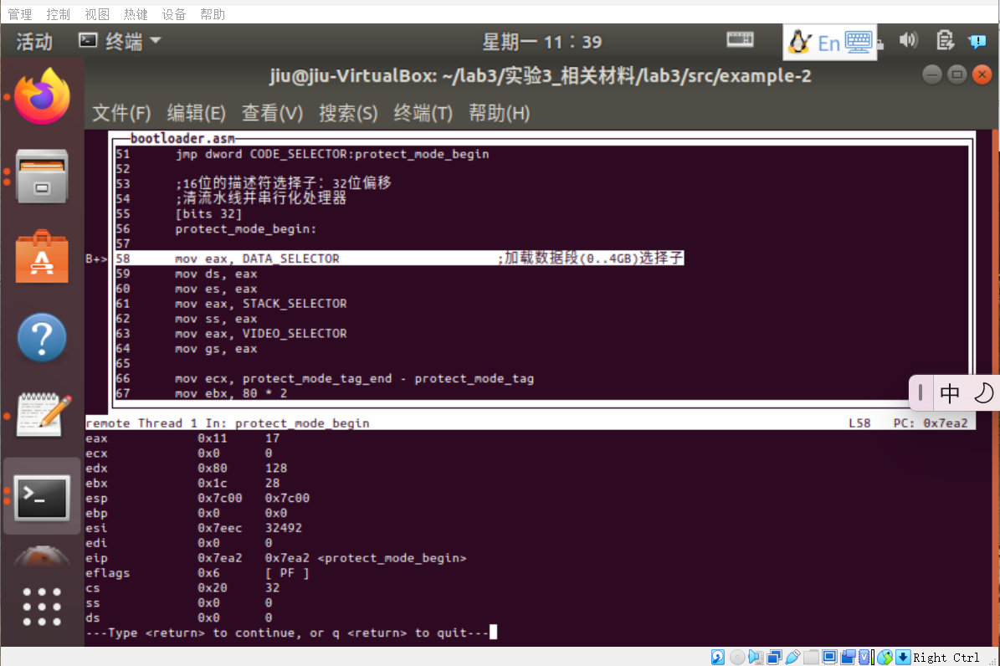 管理 控制 视图 热键 设备 帮助
活动 终端 星期一 11：39 En
jiu@jiu-VirtualBox: ~/lab3/实验3_相关材料/lab3/src/example-2
文件(F) 编辑(E) 查看(V) 搜索(S) 终端(T) 帮助(H)
bootloader.asm
51 jmp dword CODE_SELECTOR:protect_mode_begin
52
53 ;16位的描述符选择子：32位偏移
54 ;清流水线并串行化处理器
55 [bits 32]
56 protect_mode_begin:
57
B+> 58 mov eax, DATA_SELECTOR ;加载数据段(0..4GB)选择子
59 mov ds, eax
60 mov es, eax
61 mov eax, STACK_SELECTOR
62 mov ss, eax
63 mov eax, VIDEO_SELECTOR
64 mov gs, eax
65
66 mov ecx, protect_mode_tag_end - protect_mode_tag
67 mov ebx, 80 * 2
中
remote Thread 1 In: protect_mode_begin L58 PC: 0x7ea2
eax 0x11 17
ecx 0x0 0
edx 0x80 128
ebx 0x1c 28
esp 0x7c00 0x7c00
ebp 0x0 0x0
esi 0x7eec 32492
edi 0x0 0
eip 0x7ea2 0x7ea2 <protect_mode_begin>
eflags 0x6 [ PF ]
cs 0x20 32
ss 0x0 0
ds 0x0 0
---Type <return> to continue, or q <return> to quit---
Right Ctrl